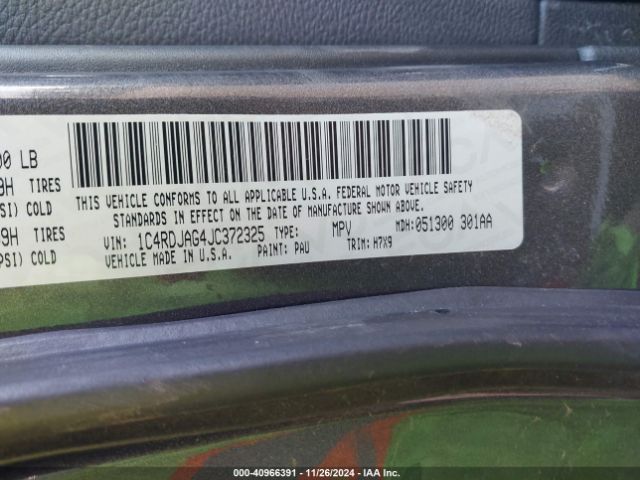 00 LB
9H TIRES
SI) COLD
9H TIRES
PSI) COLD
THIS VEHICLE CONFORMS TO ALL APPLICABLE U.S.A. FEDERAL MOTOR VEHICLE SAFETY
STANDARDS IN EFFECT ON THE DATE OF MANUFACTURE SHOWN ABOVE.
VIN: 1C4RDJAG4JC372325 TYPE: MPV MDH: 051300 301AA
VEHICLE MADE IN U.S.A. PAINT: PAU TRIM: H7X9
000-40966391 - 11/26/2024 - IAA Inc.